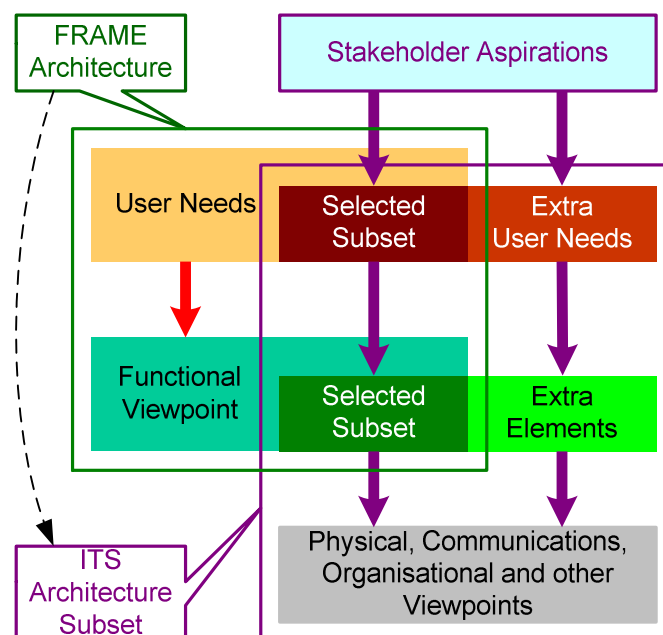 FRAME
Architecture
Stakeholder Aspirations
User Needs
Selected
Subset
Extra
User Needs
Functional
Viewpoint
Selected
Subset
Extra
Elements
Physical, Communications,
Organisational and other
Viewpoints
ITS
Architecture
Subset